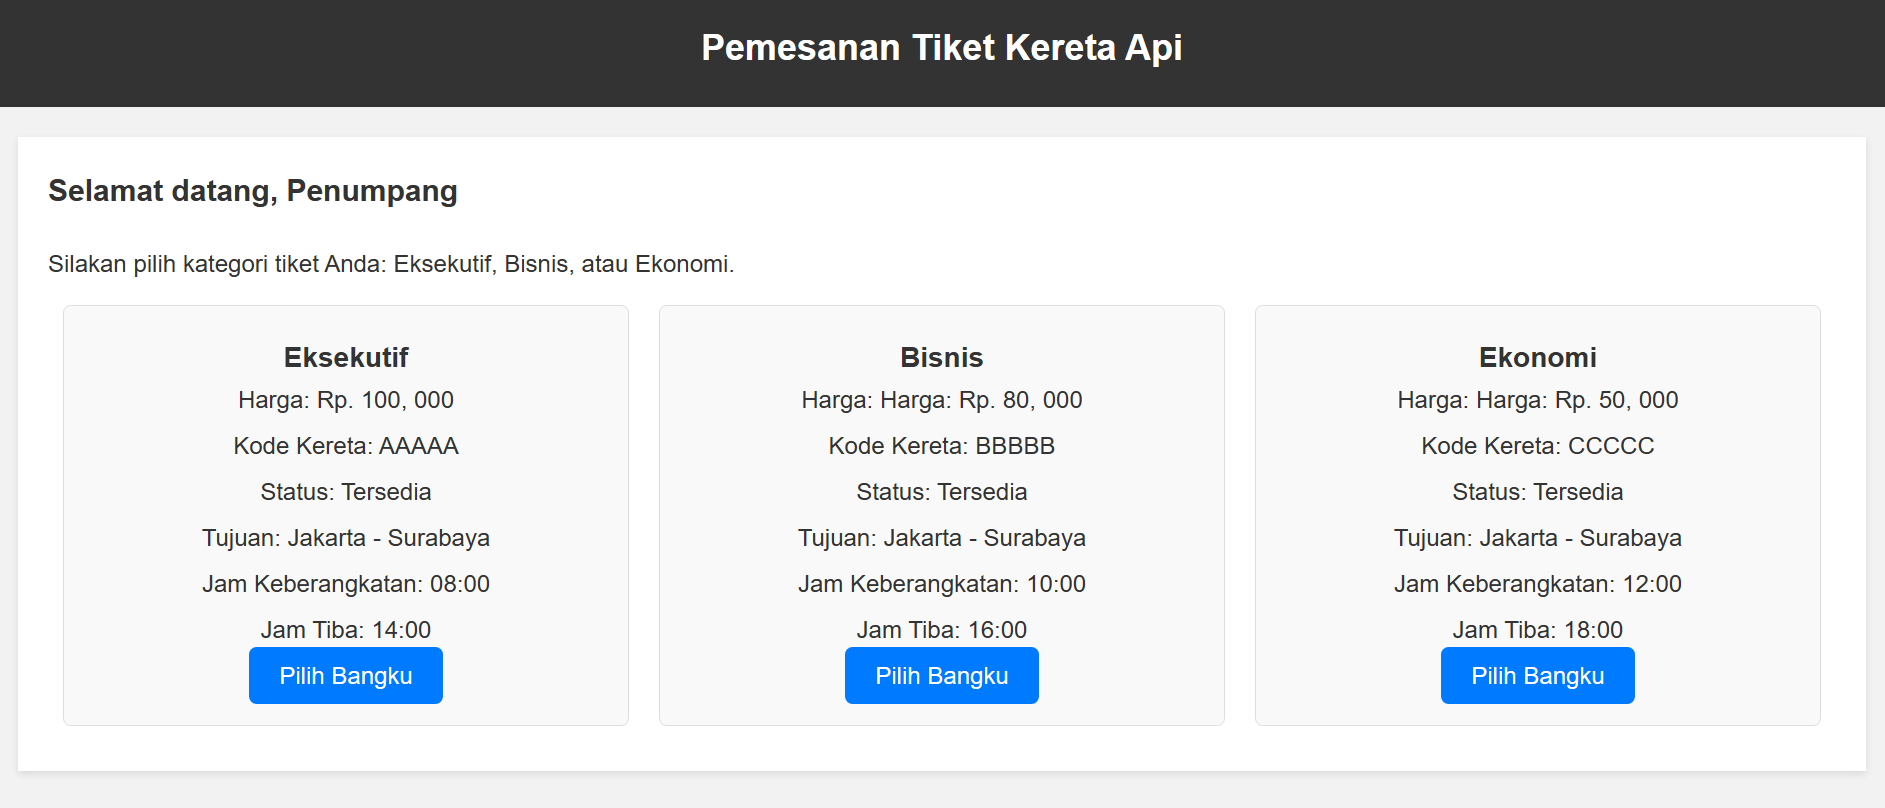 Pemesanan Tiket Kereta Api
Selamat datang, Penumpang
Silakan pilih kategori tiket Anda: Eksekutif, Bisnis, atau Ekonomi.
Eksekutif
Harga: Rp. 100, 000
Kode Kereta: AAAAA
Status: Tersedia
Tujuan: Jakarta - Surabaya
Jam Keberangkatan: 08:00
Jam Tiba: 14:00
Pilih Bangku
Bisnis
Harga: Harga: Rp. 80, 000
Kode Kereta: BBBBB
Status: Tersedia
Tujuan: Jakarta - Surabaya
Jam Keberangkatan: 10:00
Jam Tiba: 16:00
Pilih Bangku
Ekonomi
Harga: Harga: Rp. 50, 000
Kode Kereta: CCCCC
Status: Tersedia
Tujuan: Jakarta - Surabaya
Jam Keberangkatan: 12:00
Jam Tiba: 18:00
Pilih Bangku